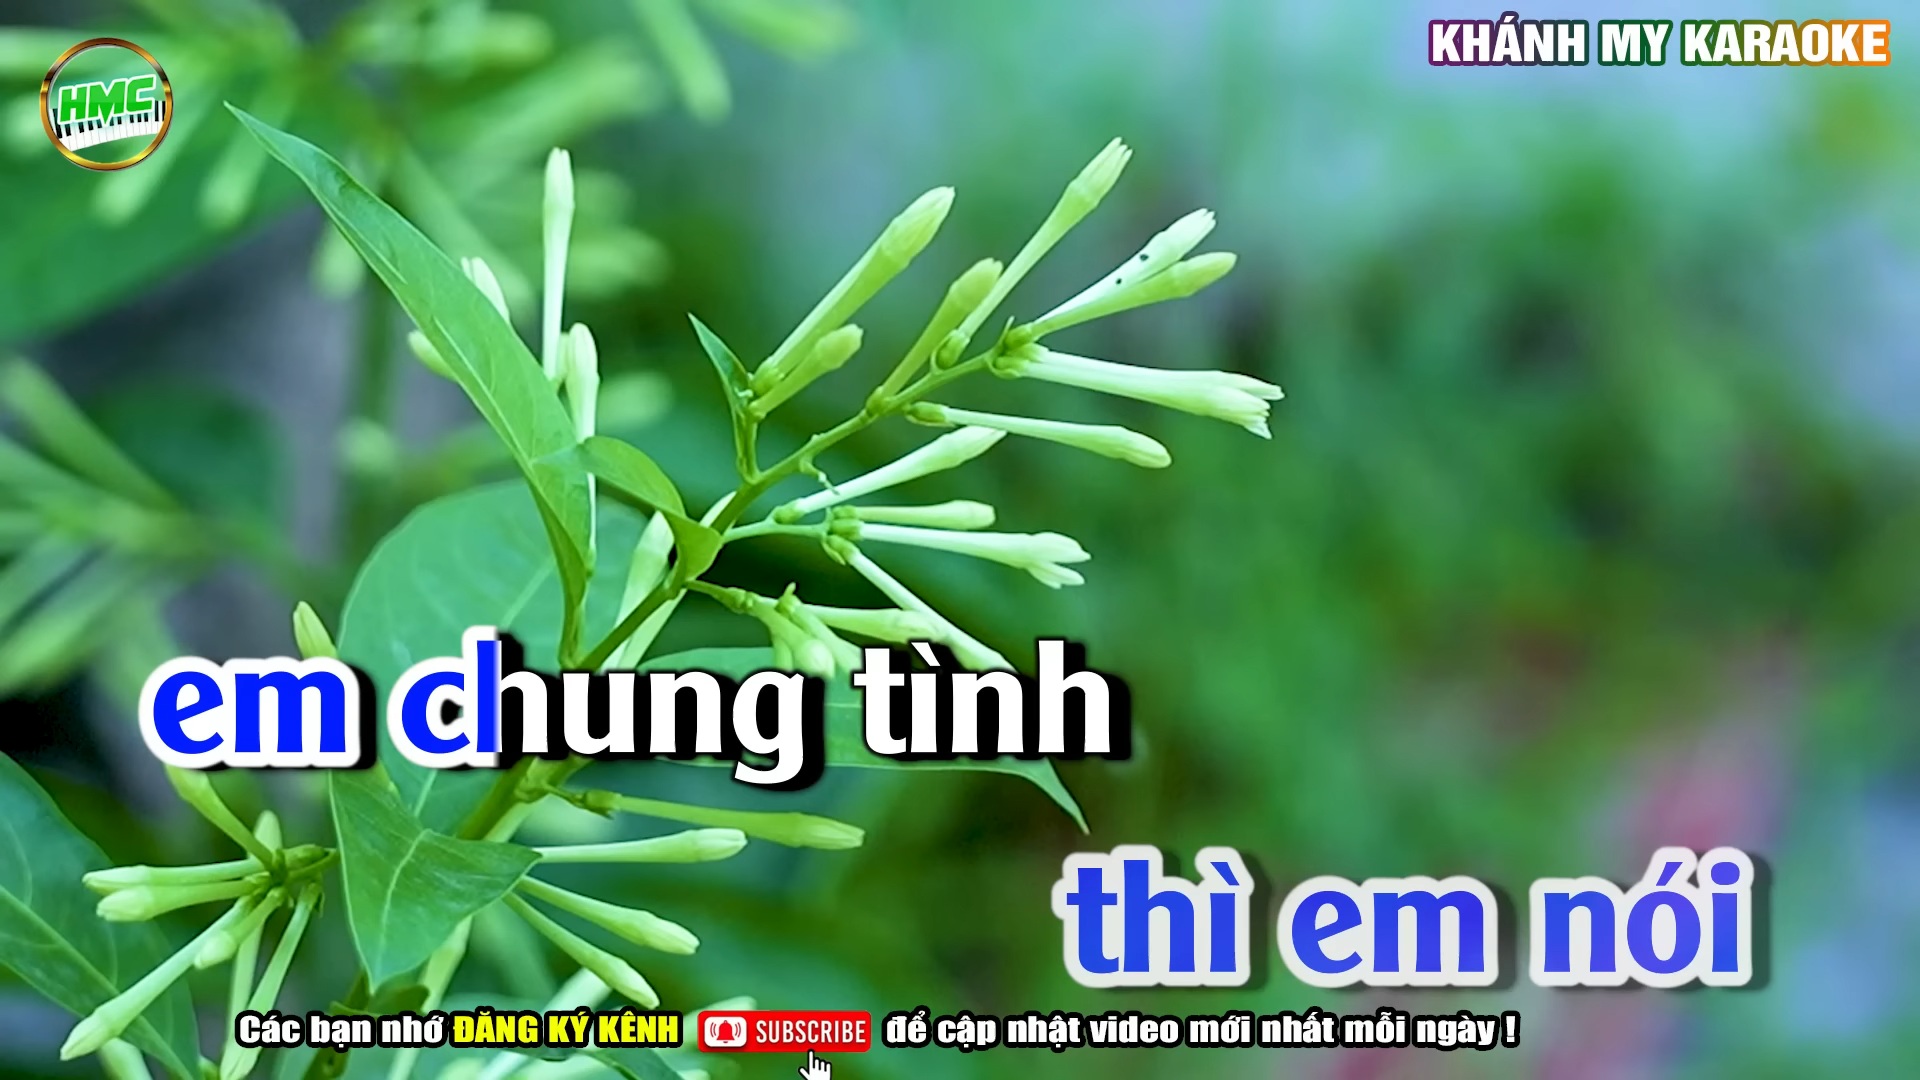 KHÁNH MY KARAOKE
HMC
em chung tình
thì em nói
Các bạn nhớ ĐĂNG KÝ KÊNH SUBSCRIBE để cập nhật video mới nhất mỗi ngày !